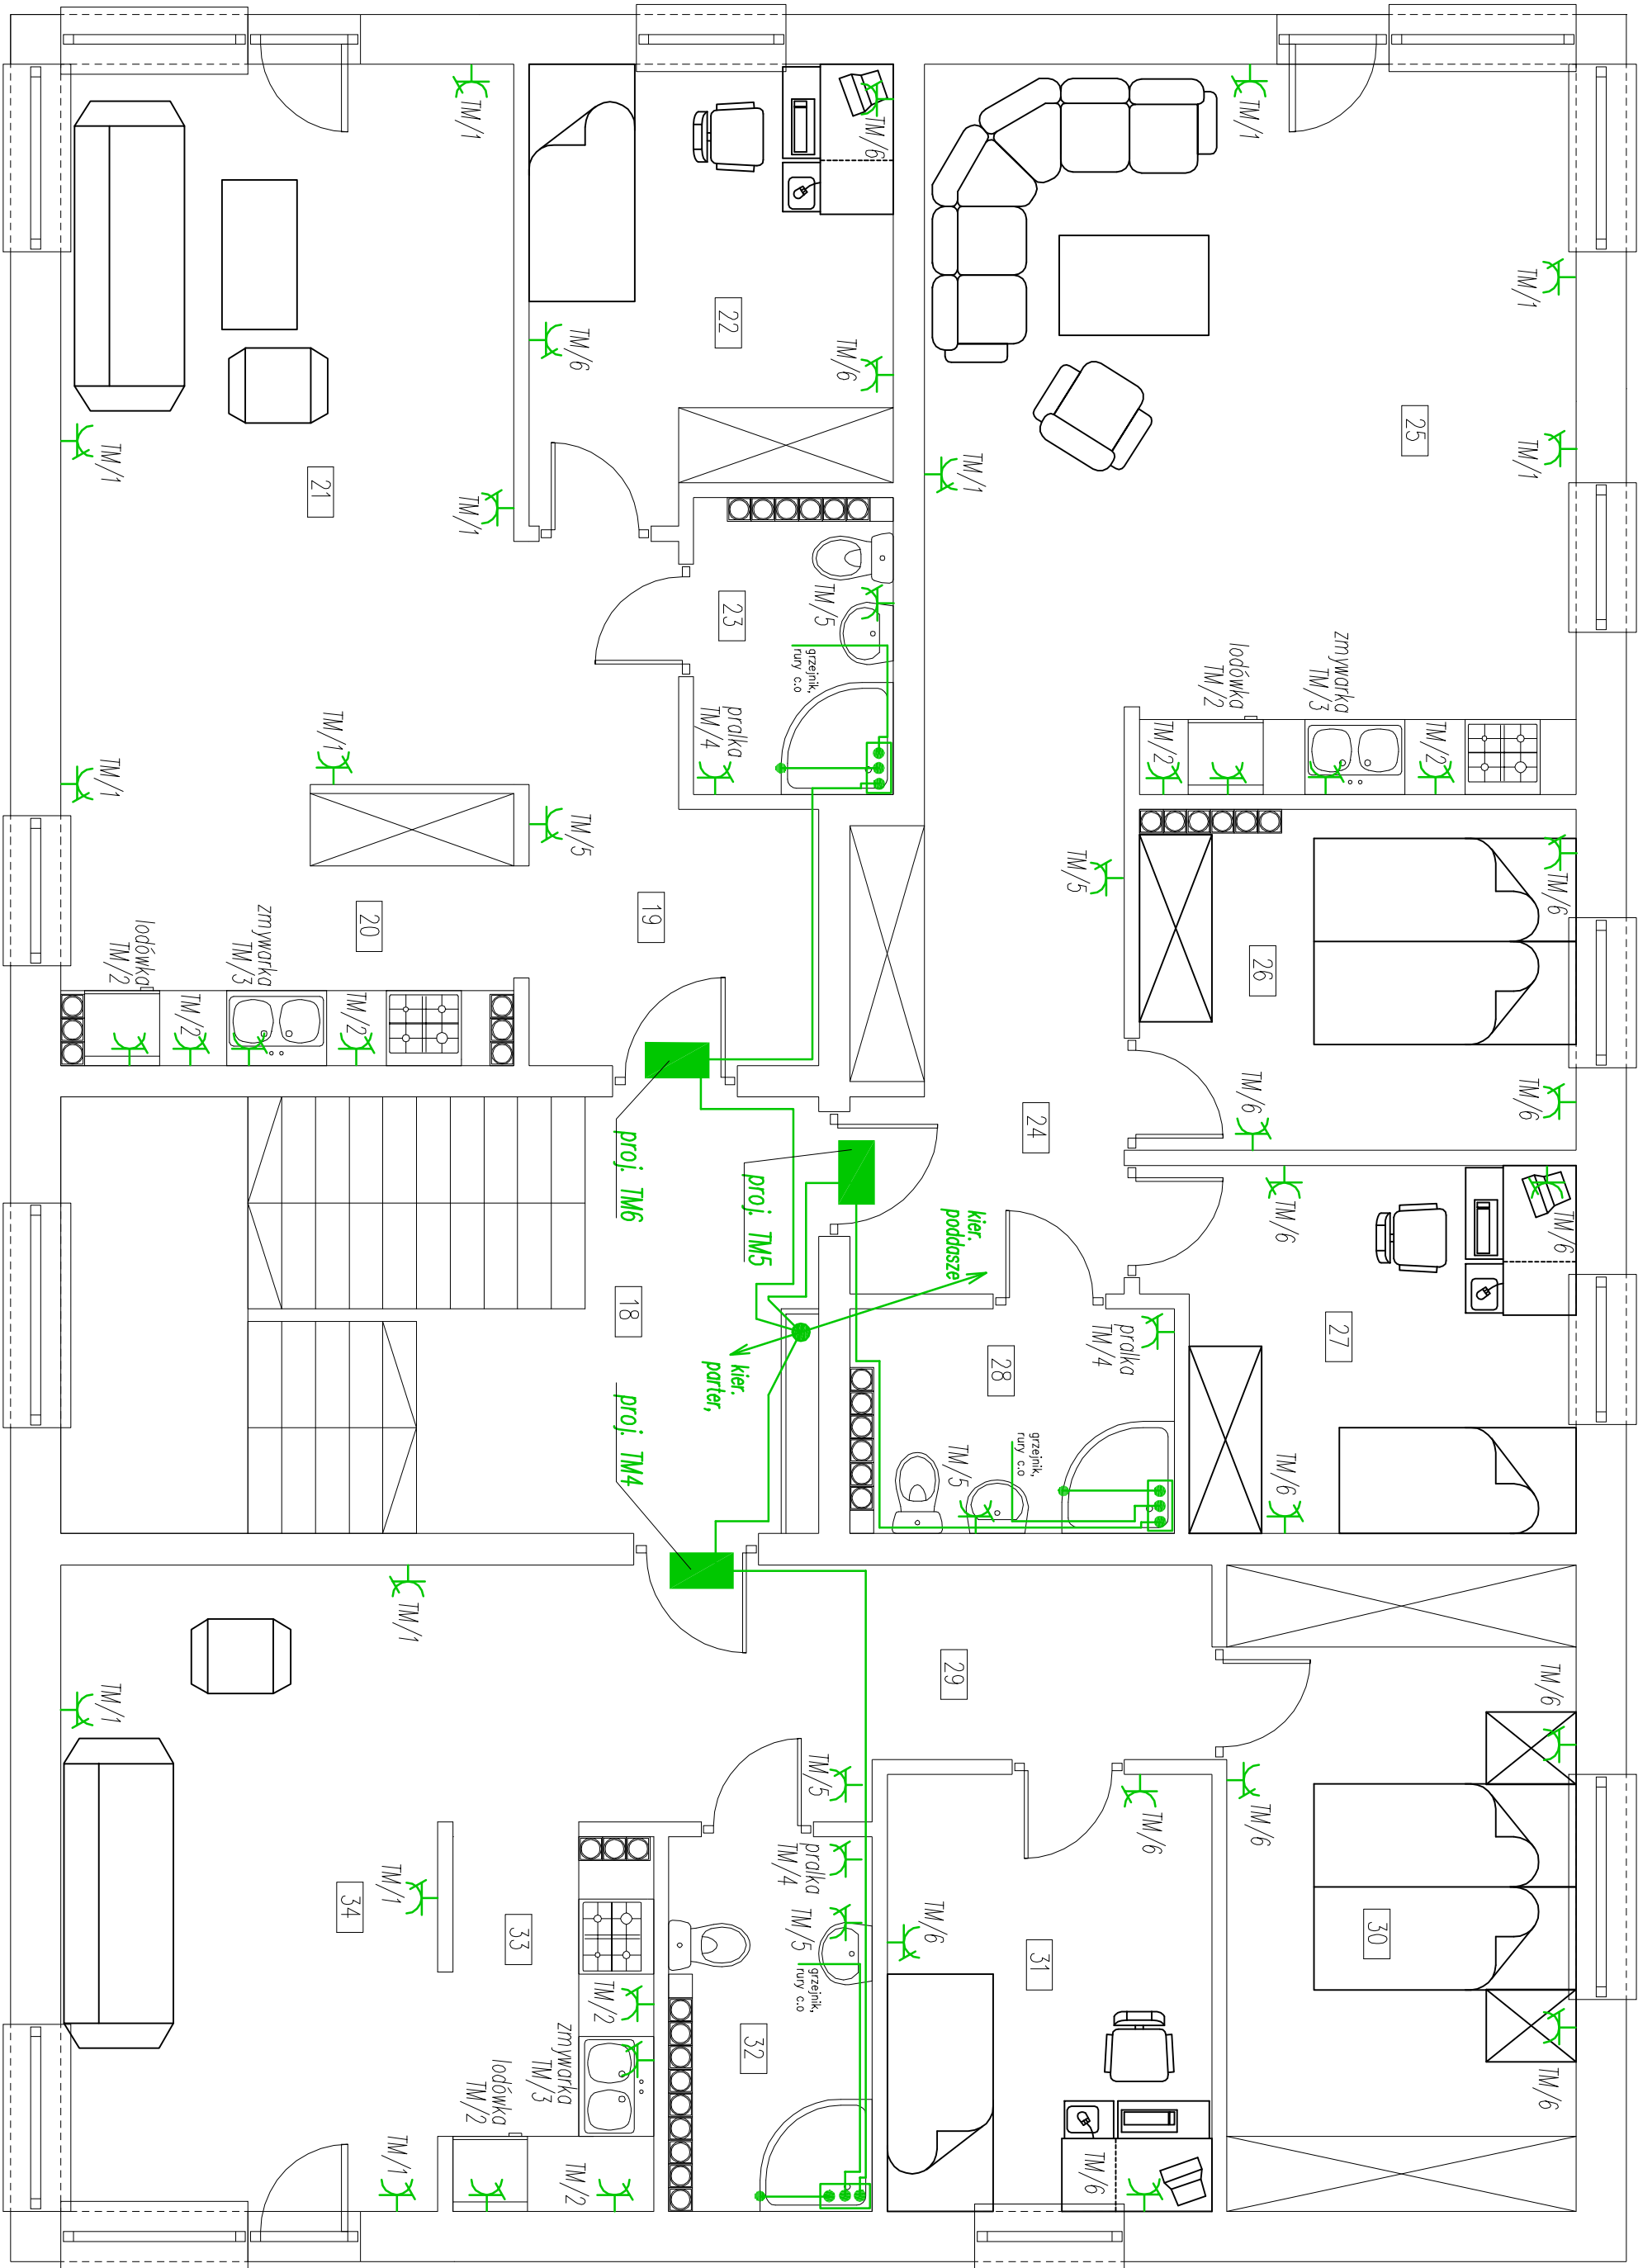 TM/6
TM/6
TM/6
TM/6
TM/1
TM/1
TM/6
TM/2
25
30
zmywarka
TM/3
27
TM/6
TM/6
26
TM/6
TM/1
TM/6
lodówka
TM/2
TM/2
TM/6
pralka
TM/4
TM/6
TM/5
24
31
grzejnik,
rury c.o
28
kier.
poddasze
TM/1
TM/5
29
TM/6
TM/6
TM/6
TM/5
TM/5
grzejnik,
rury c.o
pralka
TM/4
TM/5
grzejnik,
rury c.o
proj. TM5
32
kier.
parter,
pralka
TM/4
23
22
19
proj. TM6
18
proj. TM4
TM/2
TM/6
TM/5
TM/2
zmywarka
TM/3
33
lodówka
TM/2
TM/1
TM/1
TM/1
TM/1
TM/1
20
TM/2
34
TM/1
21
zmywarka
TM/3
TM/2
lodówka
TM/2
TM/1
TM/1
TM/1